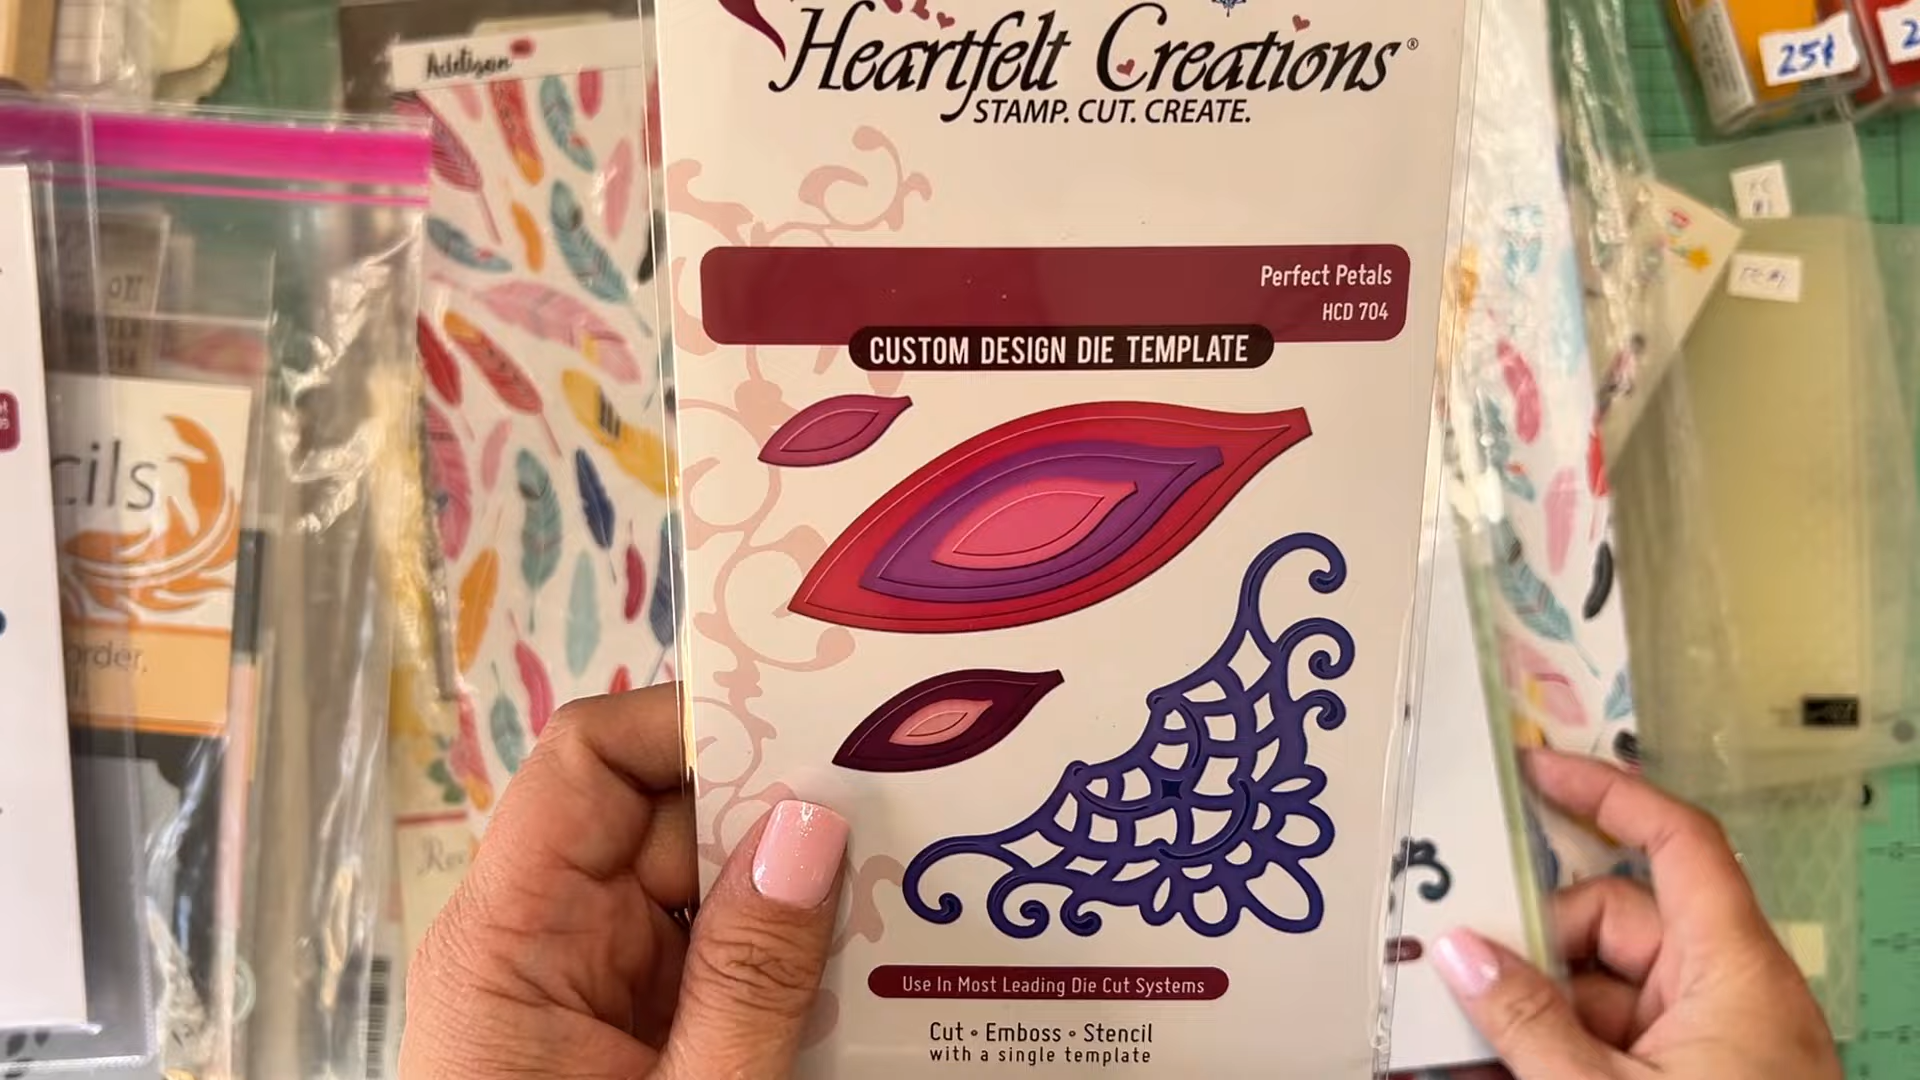 Heartfelt Creations®
STAMP. CUT. CREATE.
Perfect Petals
HCD 704
CUSTOM DESIGN DIE TEMPLATE
Use In Most Leading Die Cut Systems
Cut • Emboss • Stencil
with a single template
Addison
cils
order,
25¢